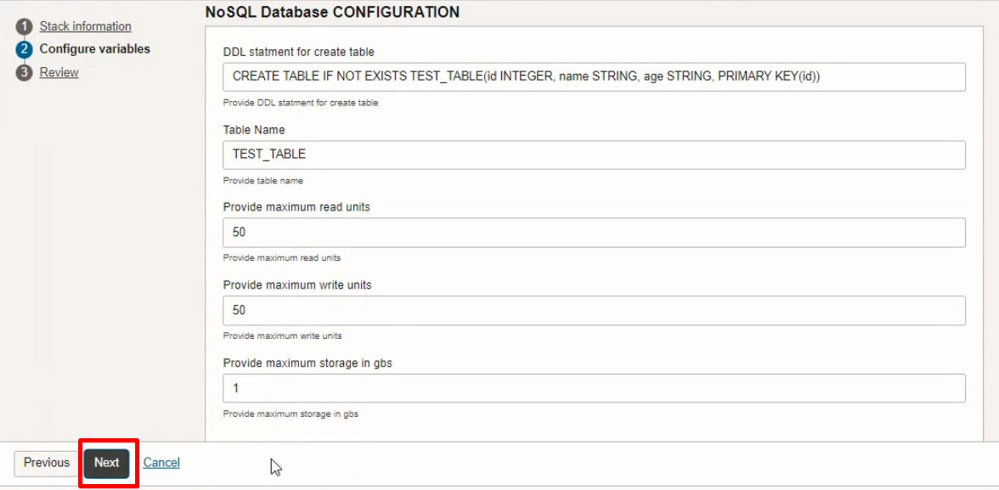 NoSQL Database CONFIGURATION
1 Stack information
2 Configure variables
3 Review
DDL statment for create table
CREATE TABLE IF NOT EXISTS TEST_TABLE(id INTEGER, name STRING, age STRING, PRIMARY KEY(id))
Provide DDL statment for create table
Table Name
TEST_TABLE
Provide table name
Provide maximum read units
50
Provide maximum read units
Provide maximum write units
50
Provide maximum write units
Provide maximum storage in gbs
1
Provide maximum storage in gbs
Previous Next Cancel